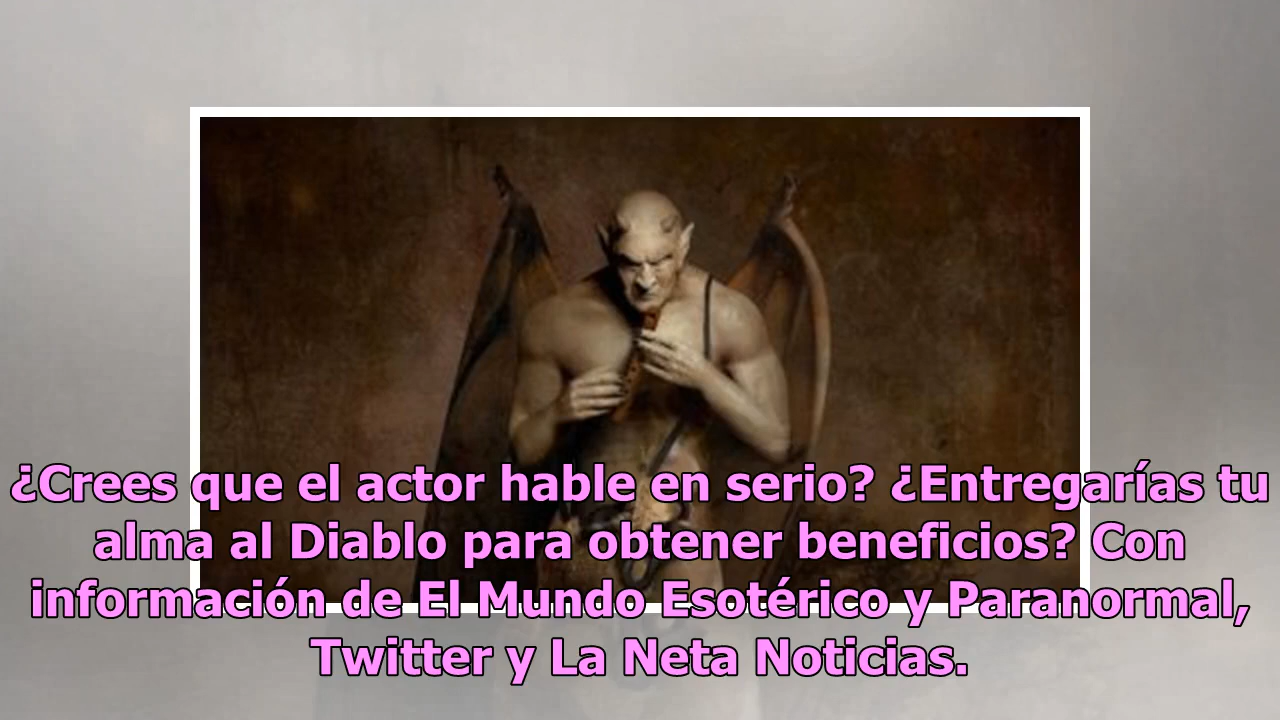 ¿Crees que el actor hable en serio? ¿Entregarías tu
alma al Diablo para obtener beneficios? Con
información de El Mundo Esotérico y Paranormal,
Twitter y La Neta Noticias.